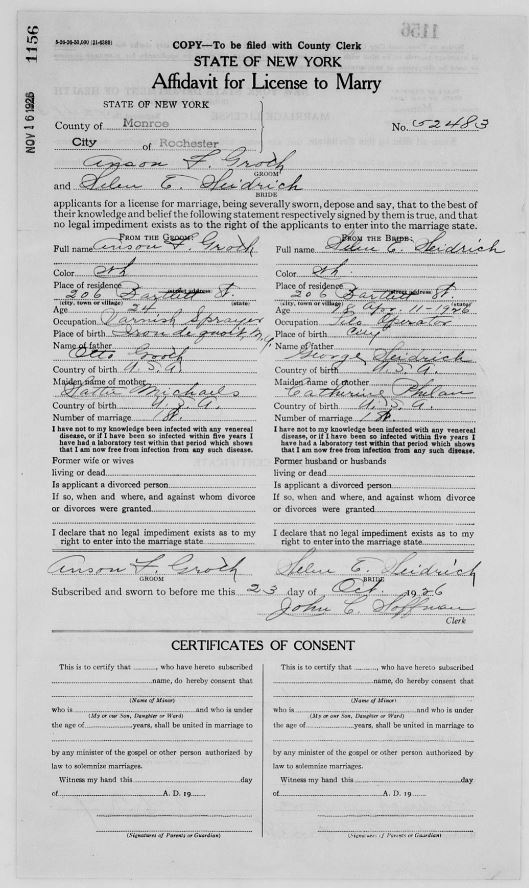 1156
NOV 16 1926
5-26-26-30,000 (21-6388)
COPY—To be filed with County Clerk
STATE OF NEW YORK
Affidavit for License to Marry
STATE OF NEW YORK
County of Monroe
No. 52483
City of Rochester
Anson F. Groth
GROOM
and Helen E. Heidrich
BRIDE
applicants for a license for marriage, being severally sworn, depose and say, that to the best of
their knowledge and belief the following statement respectively signed by them is true, and that
no legal impediment exists as to the right of the applicants to enter into the marriage state.
FROM THE GROOM:
Full name Anson F. Groth
Color Wh
Place of residence street address
206 Bartlett St.
(city, town or village) (state)
Age 24
Occupation Varnish Sprayer
Place of birth Irondequoit, N.Y.
Name of father
Otto Groth
Country of birth U.S.A.
Maiden name of mother
Michaels
Country of birth U.S.A.
Number of marriage 1st.
I have not to my knowledge been infected with any venereal
disease, or if I have been so infected within five years I
have had a laboratory test within that period which shows
that I am now free from infection from any such disease.
Former wife or wives
living or dead
Is applicant a divorced person
If so, when and where, and against whom divorce
or divorces were granted
I declare that no legal impediment exists as to my
right to enter into the marriage state
FROM THE BRIDE:
Full name Helen E. Heidrich
Color Wh.
Place of residence street address
206 Bartlett St
(city, town or village) (state)
Age 18 11-1926
Occupation Operator
Place of birth City
Name of father
George Heidrich
Country of birth U.S.A.
Maiden name of mother
Catherine Phelan
Country of birth U.S.A.
Number of marriage 1st
I have not to my knowledge been infected with any venereal
disease, or if I have been so infected within five years I
have had a laboratory test within that period which shows
that I am now free from infection from any such disease.
Former husband or husbands
living or dead
Is applicant a divorced person
If so, when and where, and against whom divorce
or divorces were granted
I declare that no legal impediment exists as to my
right to enter into the marriage state
Anson F. Groth
GROOM
Helen E. Heidrich
BRIDE
Subscribed and sworn to before me this 23 day of Oct. 1926
John C. Hoffman
Clerk
CERTIFICATES OF CONSENT
This is to certify that ........., who have hereto subscribed
name, do hereby consent that
(Name of Minor)
who is and who is under
(My or our Son, Daughter or Ward)
the age of years, shall be united in marriage to
by any minister of the gospel or other person authorized by
law to solemnize marriages.
Witness my hand this day
of A. D. 19
(Signatures of Parents or Guardian)
This is to certify that ........., who have hereto subscribed
name, do hereby consent that
(Name of Minor)
who is and who is under
(My or our Son, Daughter or Ward)
the age of years, shall be united in marriage to
by any minister of the gospel or other person authorized by
law to solemnize marriages.
Witness my hand this day
of A. D. 19
(Signatures of Parents or Guardian)